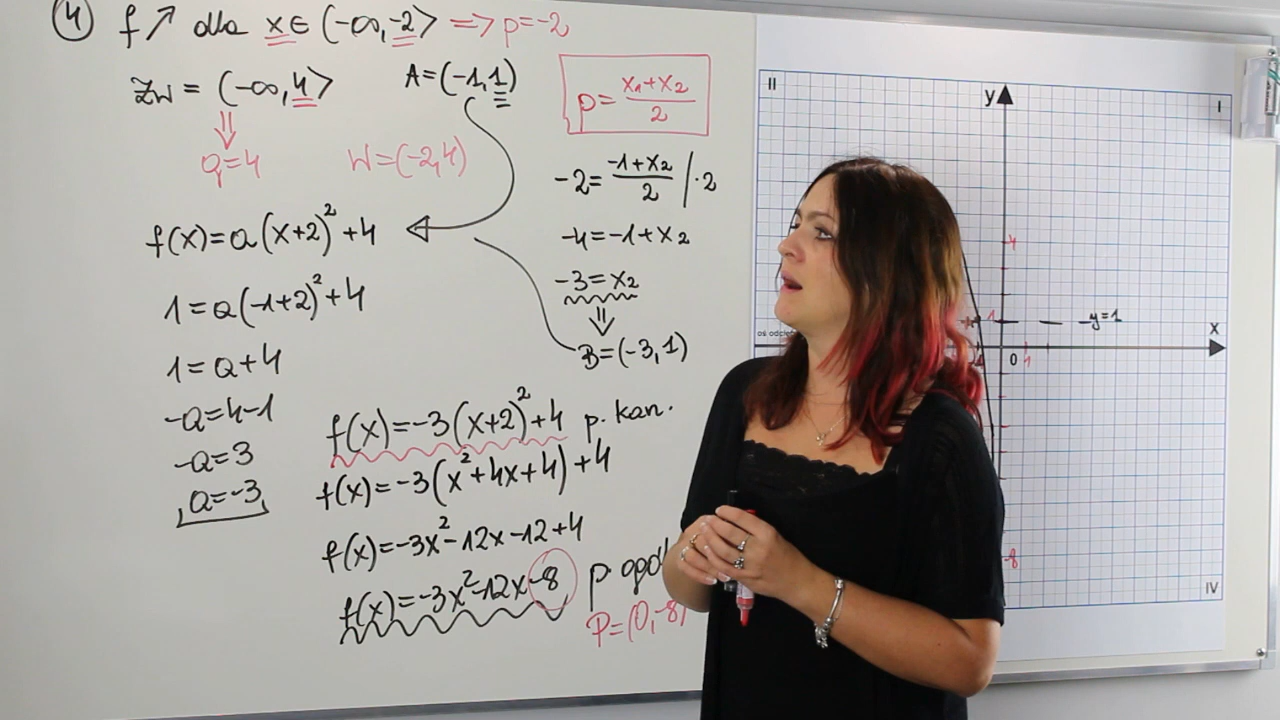 4 f ↗ dla x∈(-∞,-2> => p=-2
Zw = (-∞,4> A=(-1,1)
⇓
q=4 W=(-2,4)
f(x)=a(x+2)²+4
1=a(-1+2)²+4
1=a+4
-a=4-1
-a=3
a=-3
p=(x₁+x₂)/2
-2=(-1+x₂)/2 |·2
-4=-1+x₂
-3=x₂
⇓
B=(-3,1)
f(x)=-3(x+2)²+4 p. kan.
f(x)=-3(x²+4x+4)+4
f(x)=-3x²-12x-12+4
f(x)=-3x²-12x-8
P=(0,-8)
II
I
y
4
1
y=1
x
0
1
-8
IV